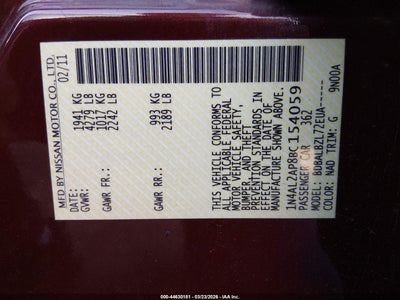 MFD BY NISSAN MOTOR CO., LTD.
DATE: 02/11
GVWR: 1941 KG
4279 LB
GAWR FR: 1017 KG
2242 LB
GAWR RR: 993 KG
2189 LB
THIS VEHICLE CONFORMS TO
ALL APPLICABLE FEDERAL
MOTOR VEHICLE SAFETY,
BUMPER, AND THEFT
PREVENTION STANDARDS IN
EFFECT ON THE DATE OF
MANUFACTURE SHOWN ABOVE.
1N4AL2AP8BC154059
PASSENGER CAR 362
MODEL:
COLOR: NAD TRIM: G 9N00A
000-44630181 - 03/23/2026 - COPART